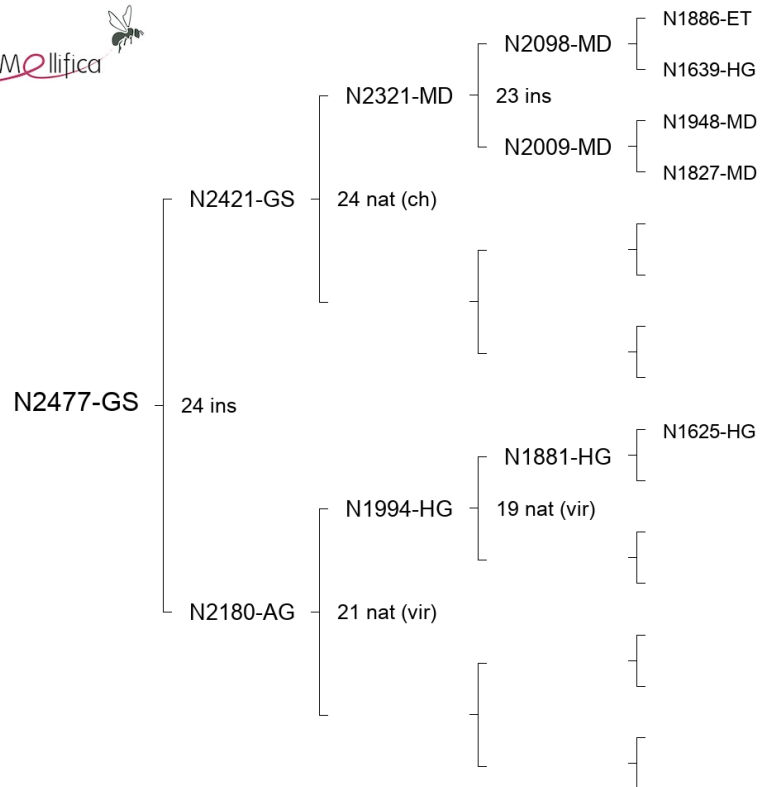 Mellifica
N1886-ET
N2098-MD
N1639-HG
N2321-MD
23 ins
N1948-MD
N2009-MD
N1827-MD
N2421-GS
24 nat (ch)
N2477-GS
24 ins
N1625-HG
N1881-HG
N1994-HG
19 nat (vir)
N2180-AG
21 nat (vir)